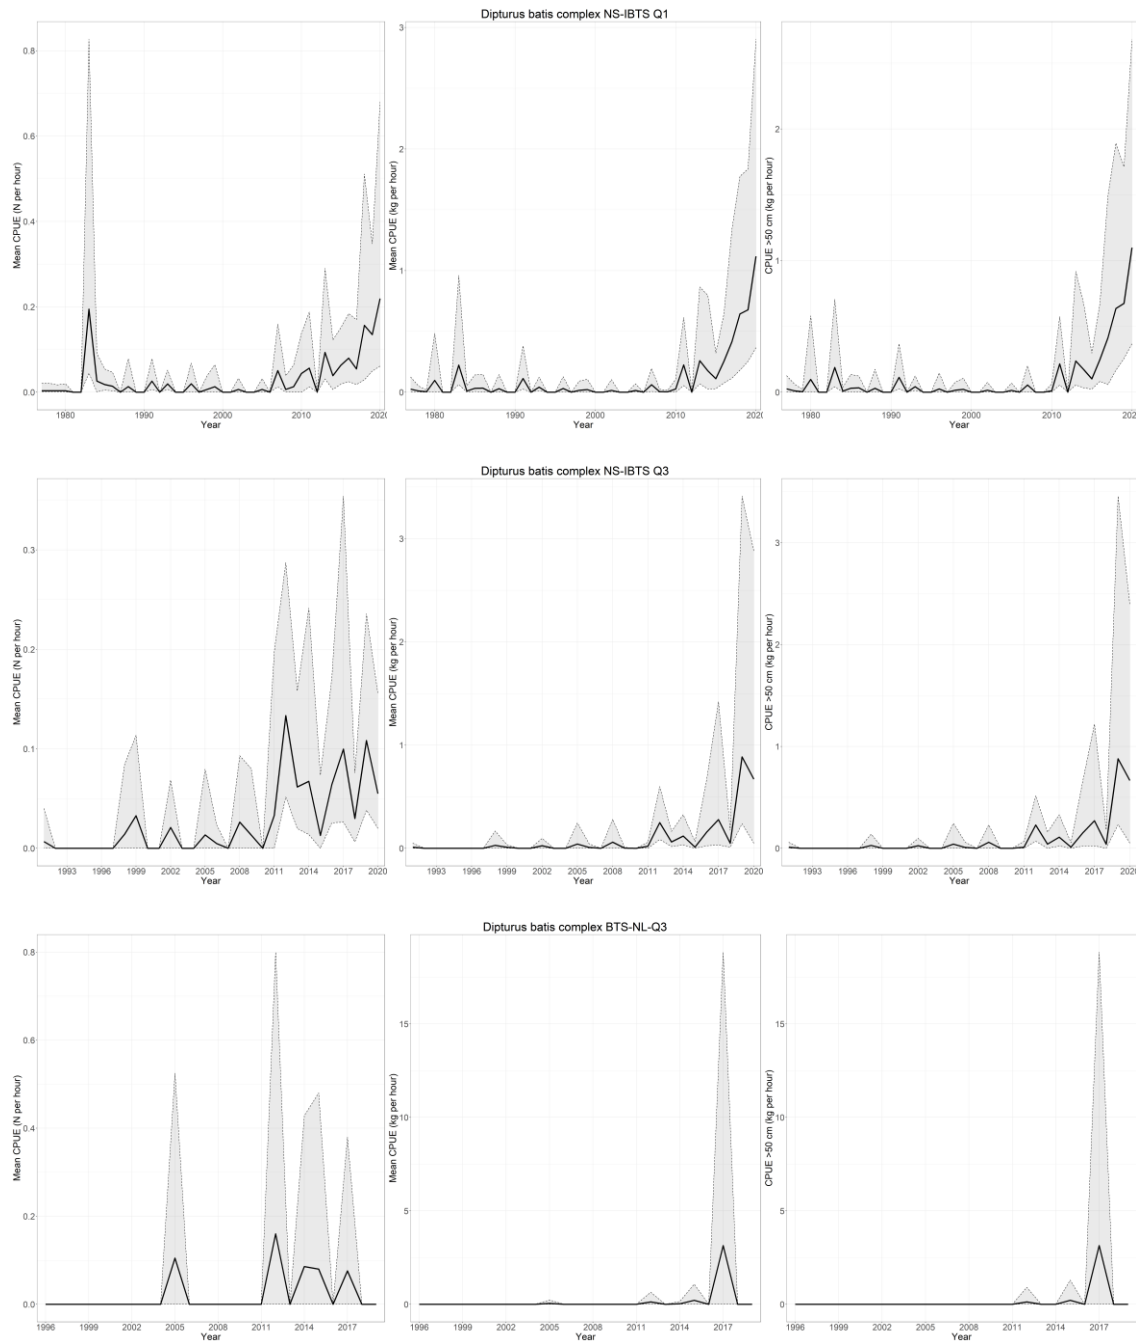 Dipturus batis complex NS-IBTS Q1
Mean CPUE (N per hour)
0.8
0.6
0.4
0.2
0.0
1980 1990 2000 2010 2020
Year
Mean CPUE (kg per hour)
3
2
1
0
1980 1990 2000 2010 2020
Year
CPUE >50 cm (kg per hour)
2
1
0
1980 1990 2000 2010 2020
Year
Dipturus batis complex NS-IBTS Q3
Mean CPUE (N per hour)
0.3
0.2
0.1
0.0
1993 1996 1999 2002 2005 2008 2011 2014 2017 2020
Year
Mean CPUE (kg per hour)
3
2
1
0
1993 1996 1999 2002 2005 2008 2011 2014 2017 2020
Year
CPUE >50 cm (kg per hour)
3
2
1
0
1993 1996 1999 2002 2005 2008 2011 2014 2017 2020
Year
Dipturus batis complex BTS-NL-Q3
Mean CPUE (N per hour)
0.8
0.6
0.4
0.2
0.0
1996 1999 2002 2005 2008 2011 2014 2017
Year
Mean CPUE (kg per hour)
15
10
5
0
1996 1999 2002 2005 2008 2011 2014 2017
Year
CPUE >50 cm (kg per hour)
15
10
5
0
1996 1999 2002 2005 2008 2011 2014 2017
Year